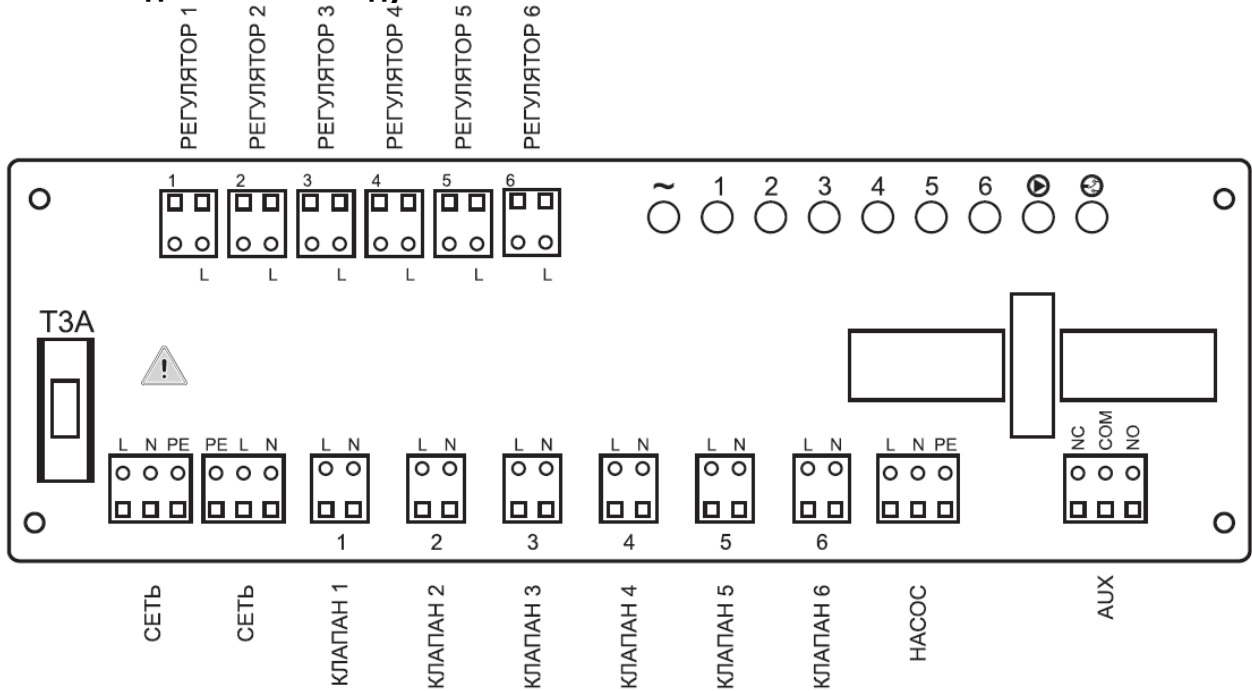 РЕГУЛЯТОР 1
РЕГУЛЯТОР 2
РЕГУЛЯТОР 3
РЕГУЛЯТОР 4
РЕГУЛЯТОР 5
РЕГУЛЯТОР 6
1 2 3 4 5 6
~ 1 2 3 4 5 6
L L L L L L
T3A
L N PE PE L N L N L N L N L N L N L N L N PE NC COM NO
1 2 3 4 5 6
СЕТЬ
СЕТЬ
КЛАПАН 1
КЛАПАН 2
КЛАПАН 3
КЛАПАН 4
КЛАПАН 5
КЛАПАН 6
НАСОС
AUX